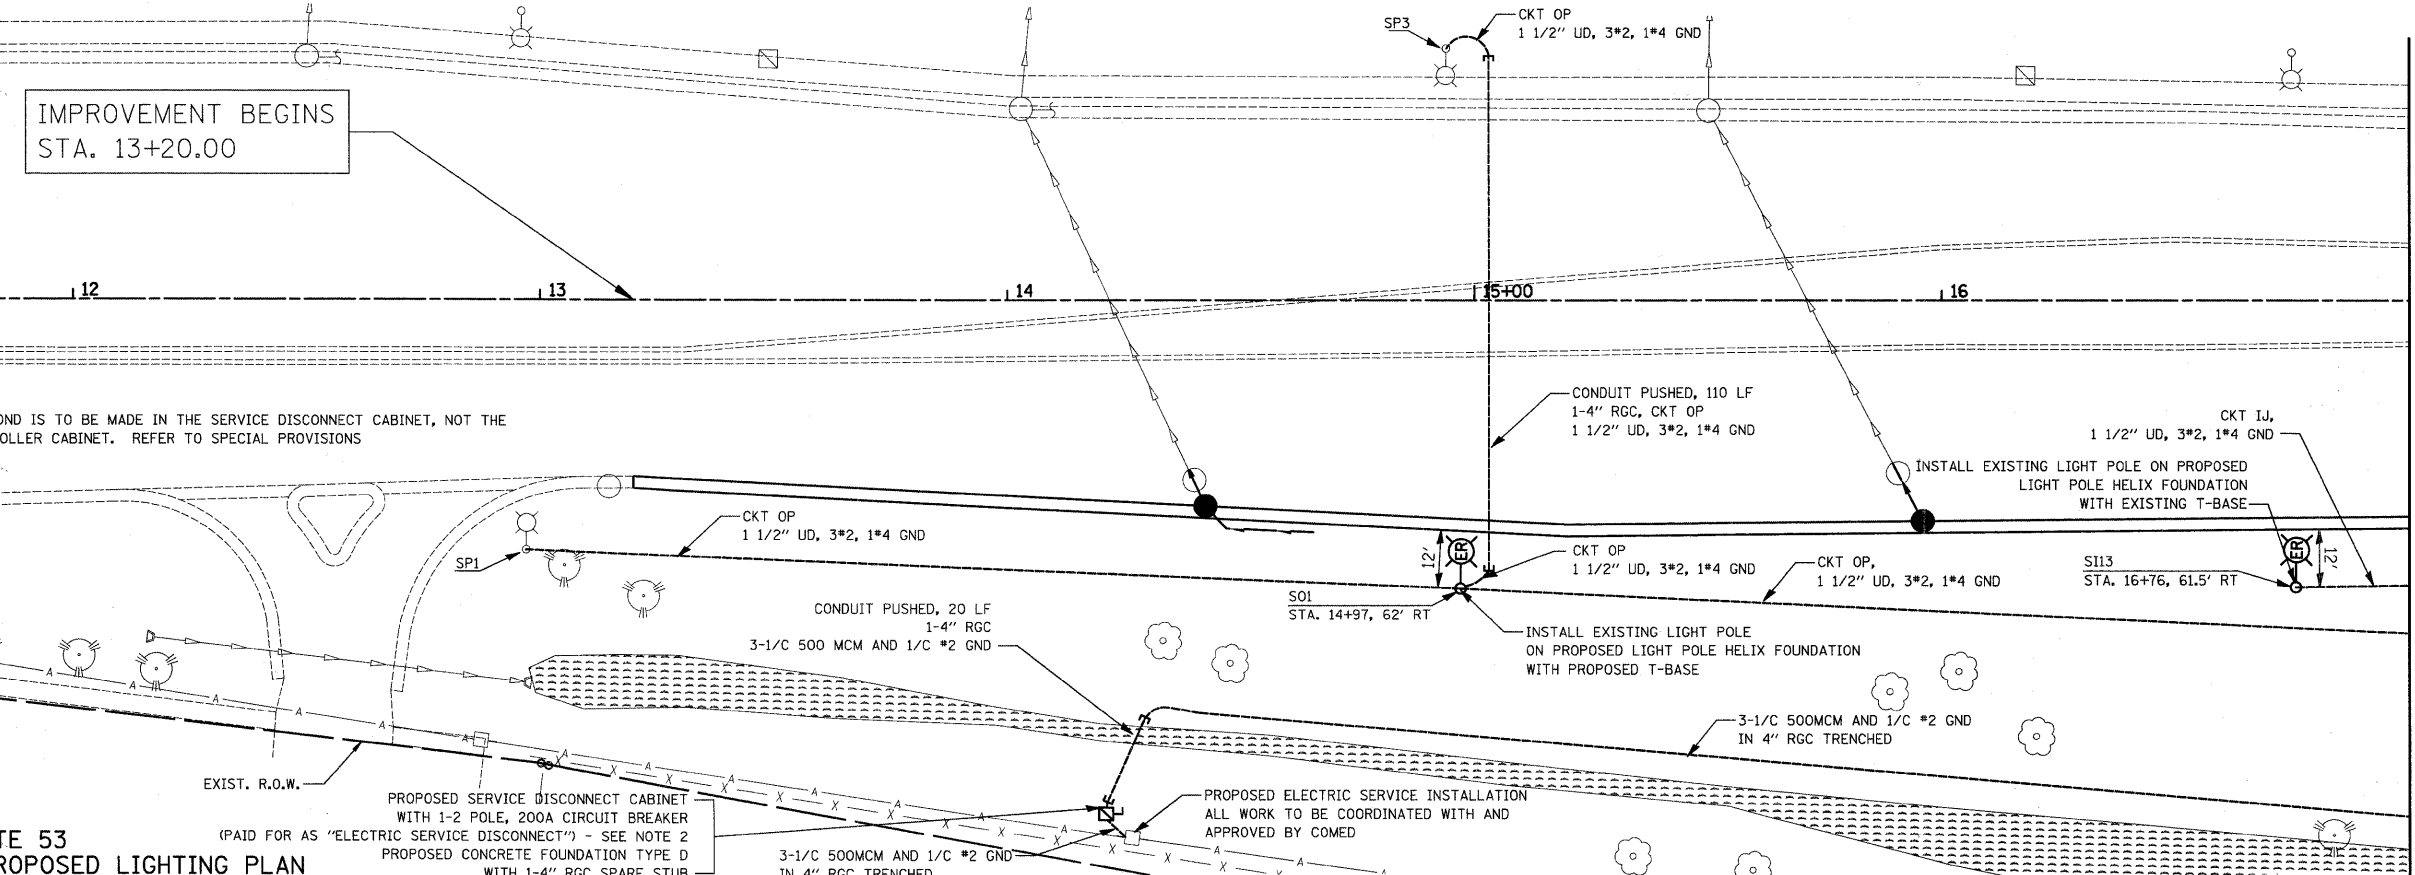 SP3
CKT OP
1 1/2" UD, 3#2, 1#4 GND
IMPROVEMENT BEGINS
STA. 13+20.00
12
13
14
15+00
16
CONDUIT PUSHED, 110 LF
1-4" RGC, CKT OP
1 1/2" UD, 3#2, 1#4 GND
OND IS TO BE MADE IN THE SERVICE DISCONNECT CABINET, NOT THE
OLLER CABINET. REFER TO SPECIAL PROVISIONS
CKT IJ,
1 1/2" UD, 3#2, 1#4 GND
INSTALL EXISTING LIGHT POLE ON PROPOSED
LIGHT POLE HELIX FOUNDATION
WITH EXISTING T-BASE
CKT OP
1 1/2" UD, 3#2, 1#4 GND
SP1
12'
ER
CKT OP
1 1/2" UD, 3#2, 1#4 GND
CKT OP,
1 1/2" UD, 3#2, 1#4 GND
SI13
STA. 16+76, 61.5' RT
ER
12'
SO1
STA. 14+97, 62' RT
CONDUIT PUSHED, 20 LF
1-4" RGC
3-1/C 500 MCM AND 1/C #2 GND
INSTALL EXISTING LIGHT POLE
ON PROPOSED LIGHT POLE HELIX FOUNDATION
WITH PROPOSED T-BASE
3-1/C 500MCM AND 1/C #2 GND
IN 4" RGC TRENCHED
EXIST. R.O.W.
PROPOSED SERVICE DISCONNECT CABINET
WITH 1-2 POLE, 200A CIRCUIT BREAKER
(PAID FOR AS "ELECTRIC SERVICE DISCONNECT") - SEE NOTE 2
PROPOSED CONCRETE FOUNDATION TYPE D
WITH 1-4" RGC SPARE STUB
PROPOSED ELECTRIC SERVICE INSTALLATION
ALL WORK TO BE COORDINATED WITH AND
APPROVED BY COMED
3-1/C 500MCM AND 1/C #2 GND
IN 4" RGC TRENCHED
TE 53
ROPOSED LIGHTING PLAN